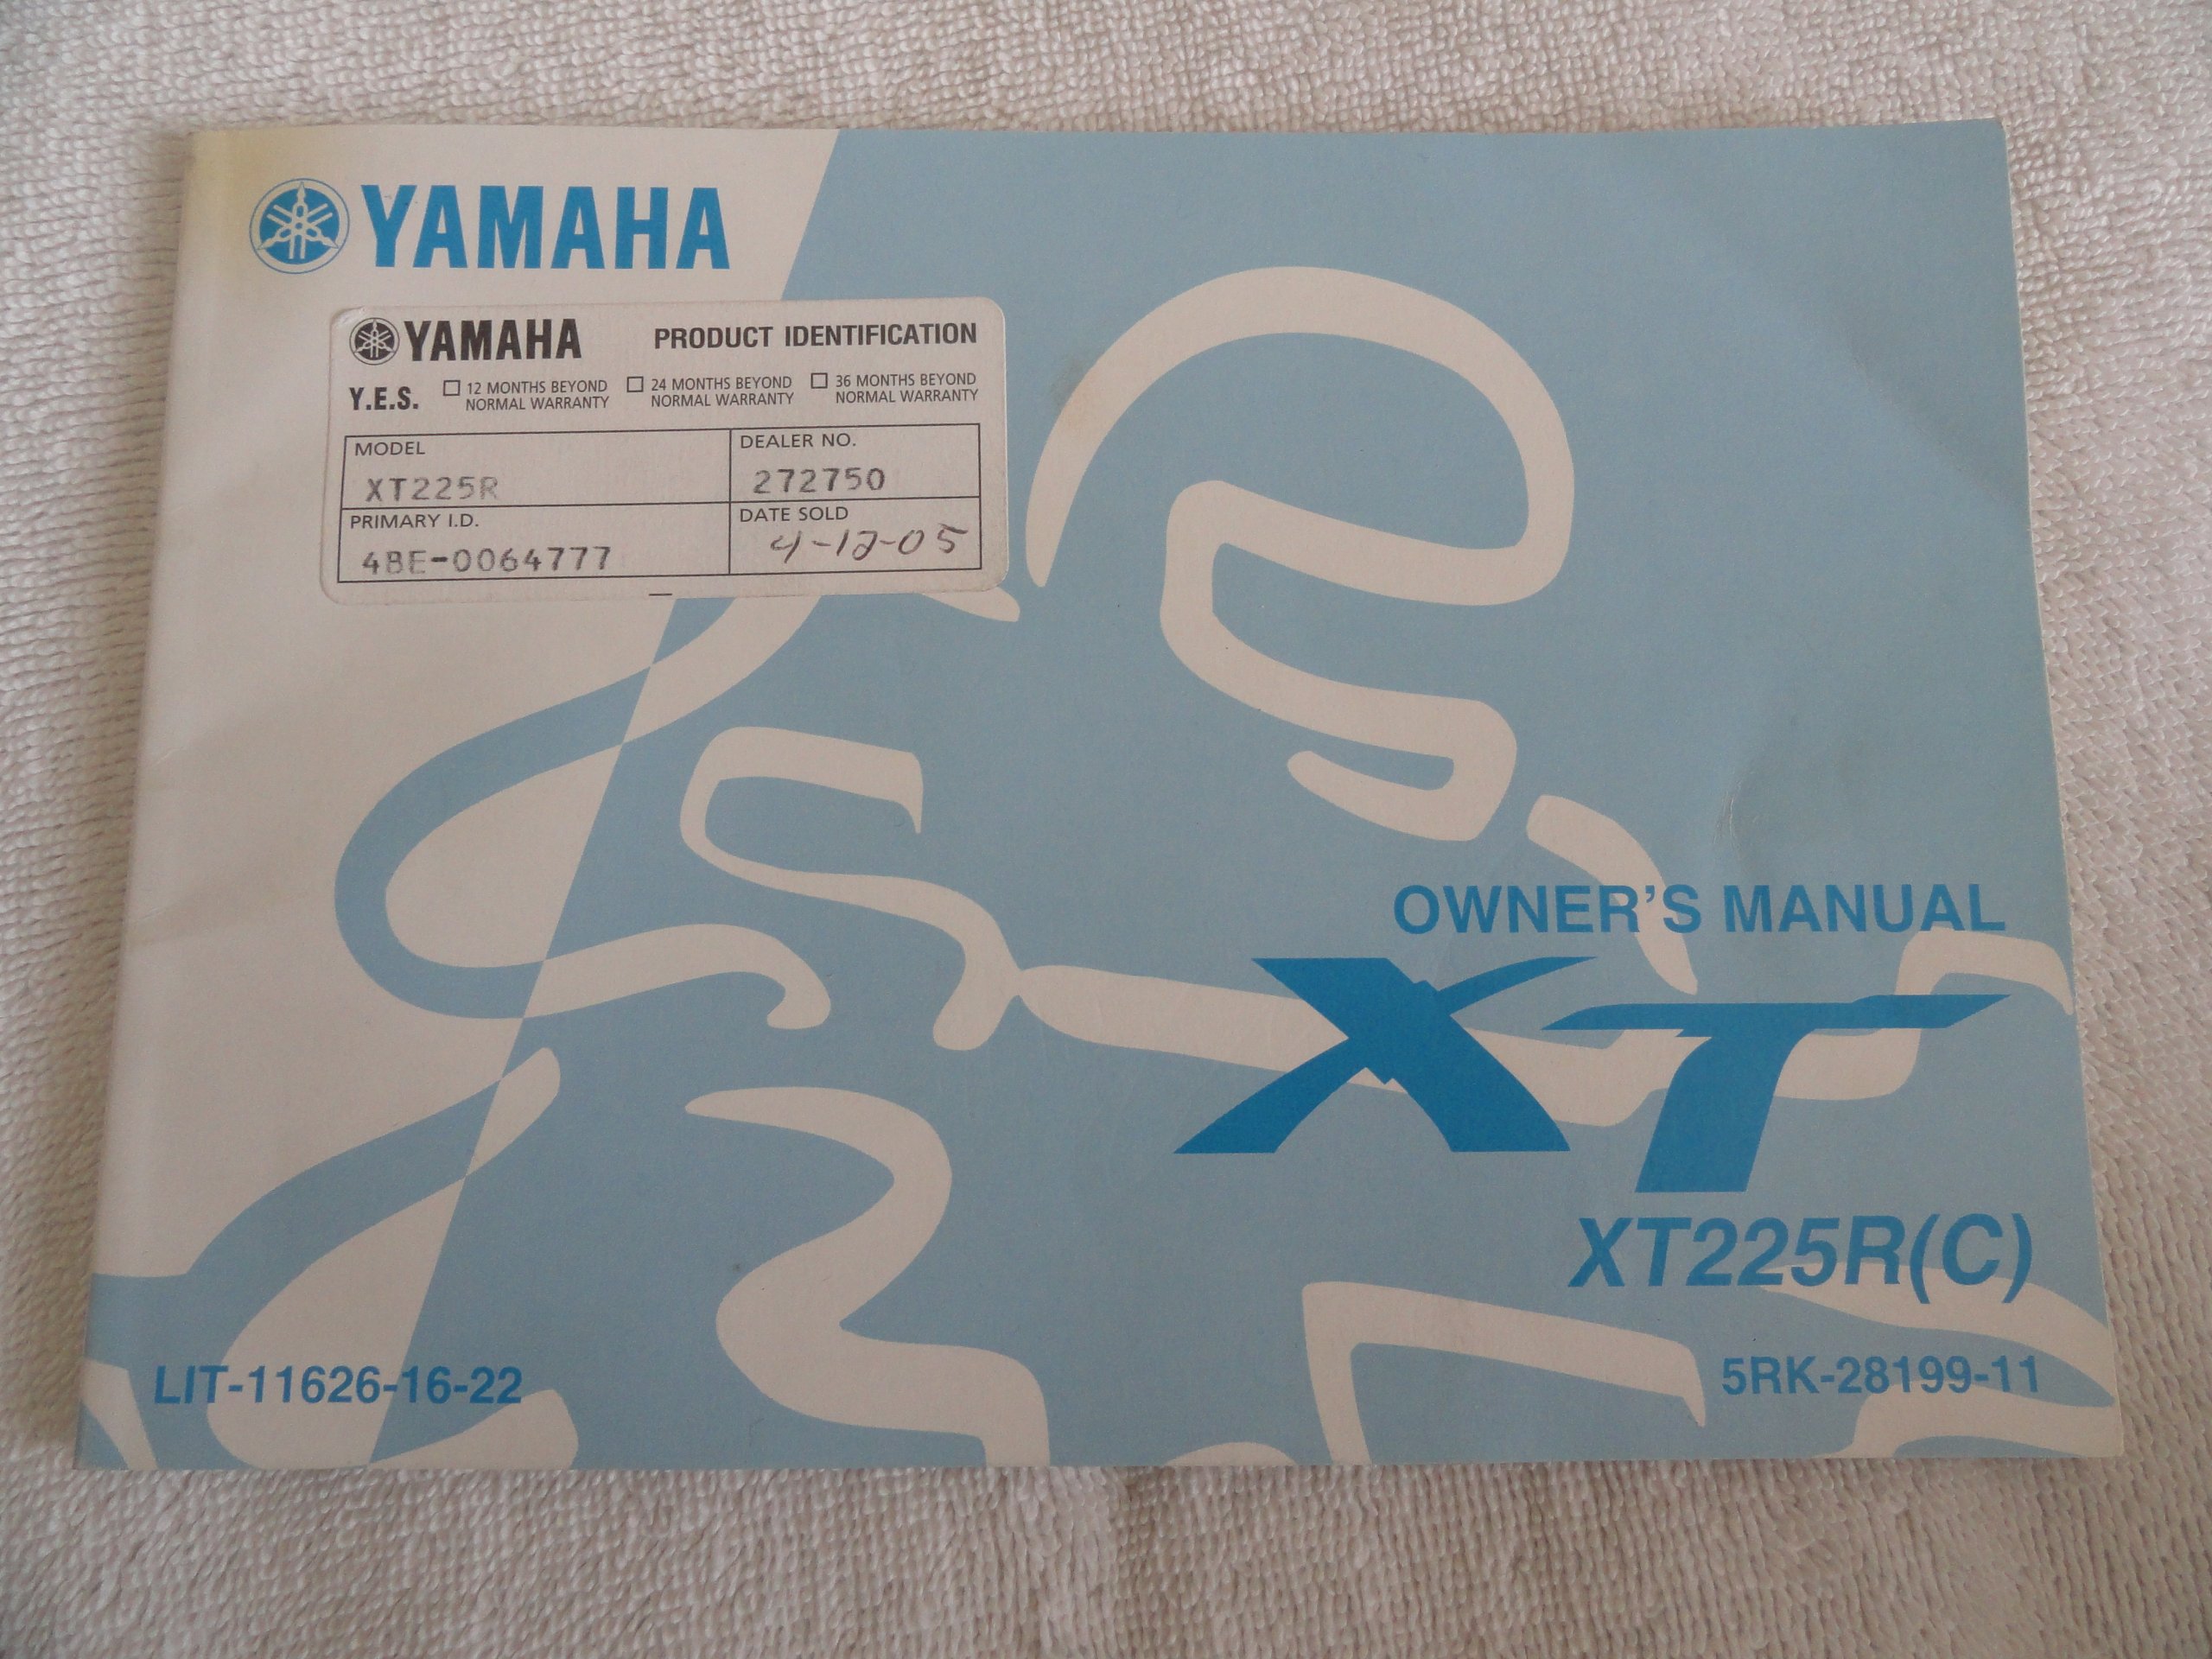 YAMAHA
YAMAHA PRODUCT IDENTIFICATION
Y.E.S. 12 MONTHS BEYOND NORMAL WARRANTY 24 MONTHS BEYOND NORMAL WARRANTY 36 MONTHS BEYOND NORMAL WARRANTY
MODEL DEALER NO.
XT225R 272750
PRIMARY I.D. DATE SOLD
4BE-0064777 4-12-05
OWNER'S MANUAL
XT
XT225R(C)
LIT-11626-16-22 5RK-28199-11